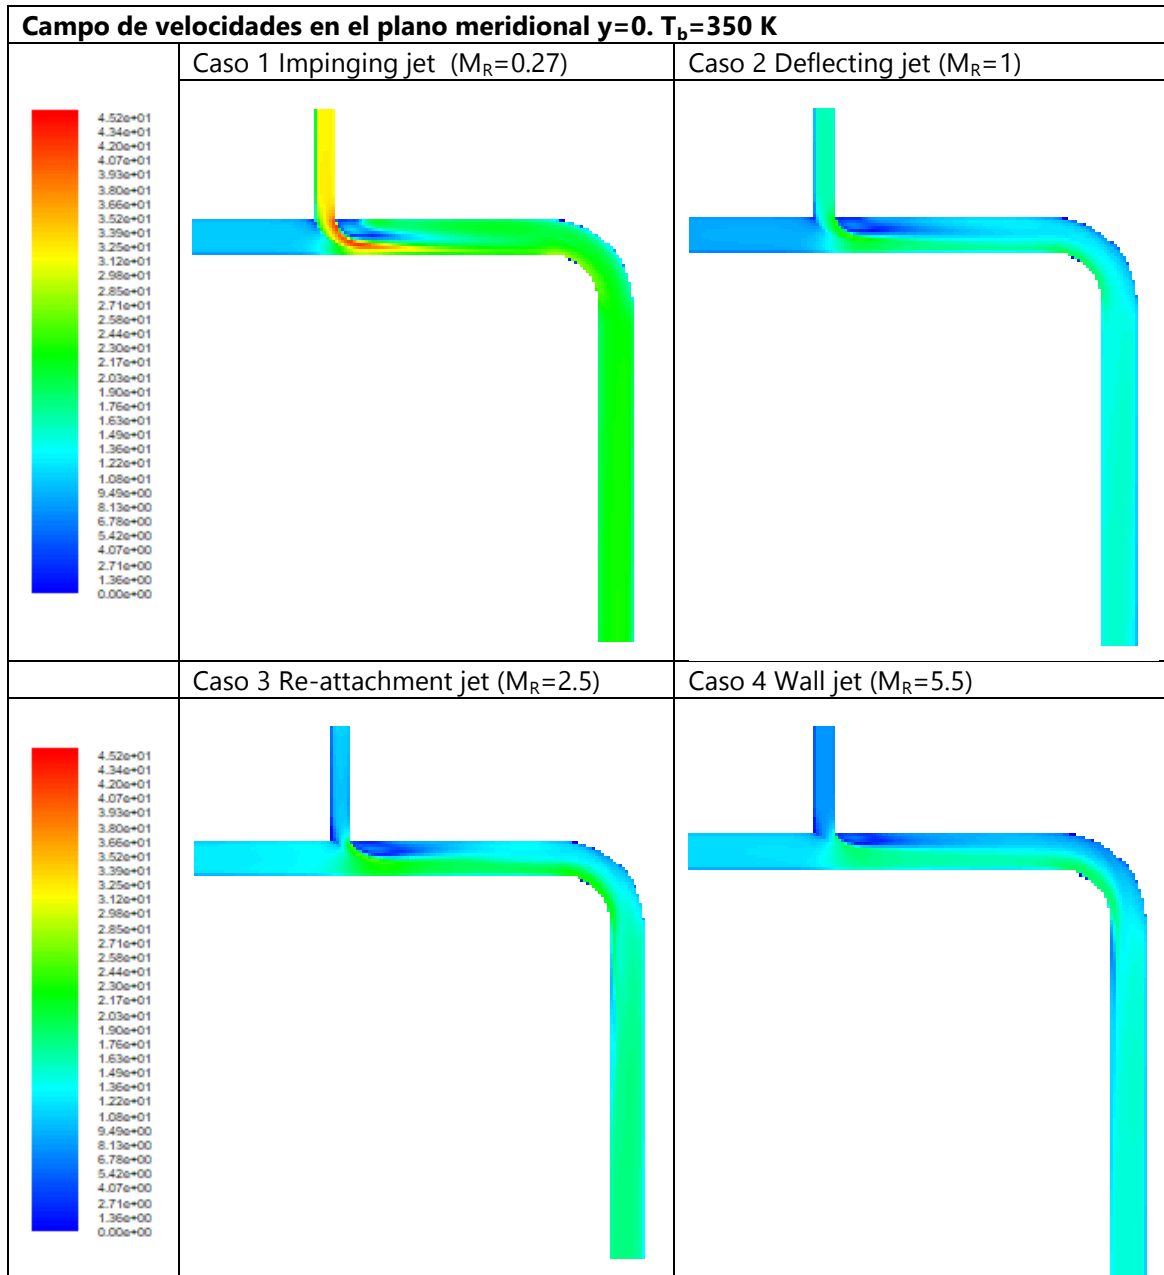 Campo de velocidades en el plano meridional y=0. Tb=350 K
Caso 1 Impinging jet (MR=0.27)
Caso 2 Deflecting jet (MR=1)
4.52e+01
4.34e+01
4.20e+01
4.07e+01
3.93e+01
3.80e+01
3.66e+01
3.52e+01
3.39e+01
3.25e+01
3.12e+01
2.98e+01
2.85e+01
2.71e+01
2.58e+01
2.44e+01
2.30e+01
2.17e+01
2.03e+01
1.90e+01
1.76e+01
1.63e+01
1.49e+01
1.36e+01
1.22e+01
1.08e+01
9.49e+00
8.13e+00
6.78e+00
5.42e+00
4.07e+00
2.71e+00
1.36e+00
0.00e+00
Caso 3 Re-attachment jet (MR=2.5)
Caso 4 Wall jet (MR=5.5)
4.52e+01
4.34e+01
4.20e+01
4.07e+01
3.93e+01
3.80e+01
3.66e+01
3.52e+01
3.39e+01
3.25e+01
3.12e+01
2.98e+01
2.85e+01
2.71e+01
2.58e+01
2.44e+01
2.30e+01
2.17e+01
2.03e+01
1.90e+01
1.76e+01
1.63e+01
1.49e+01
1.36e+01
1.22e+01
1.08e+01
9.49e+00
8.13e+00
6.78e+00
5.42e+00
4.07e+00
2.71e+00
1.36e+00
0.00e+00